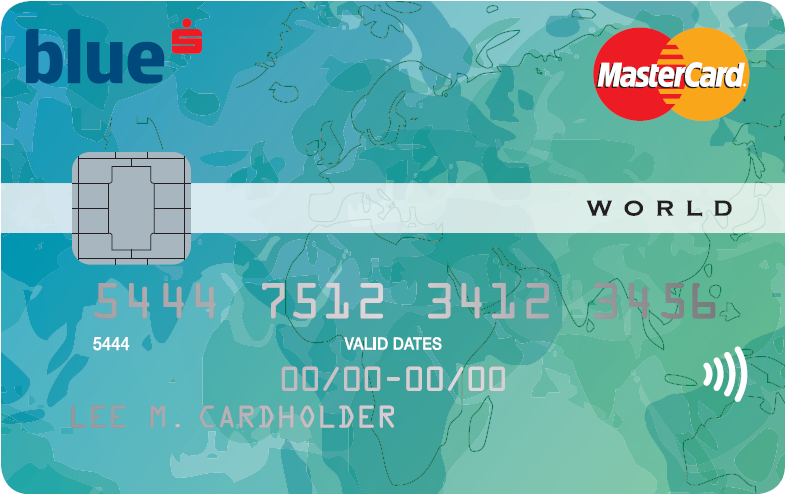 blue
MasterCard
WORLD
5444 7512 3412 3456
5444 VALID DATES
00/00-00/00
LEE M. CARDHOLDER